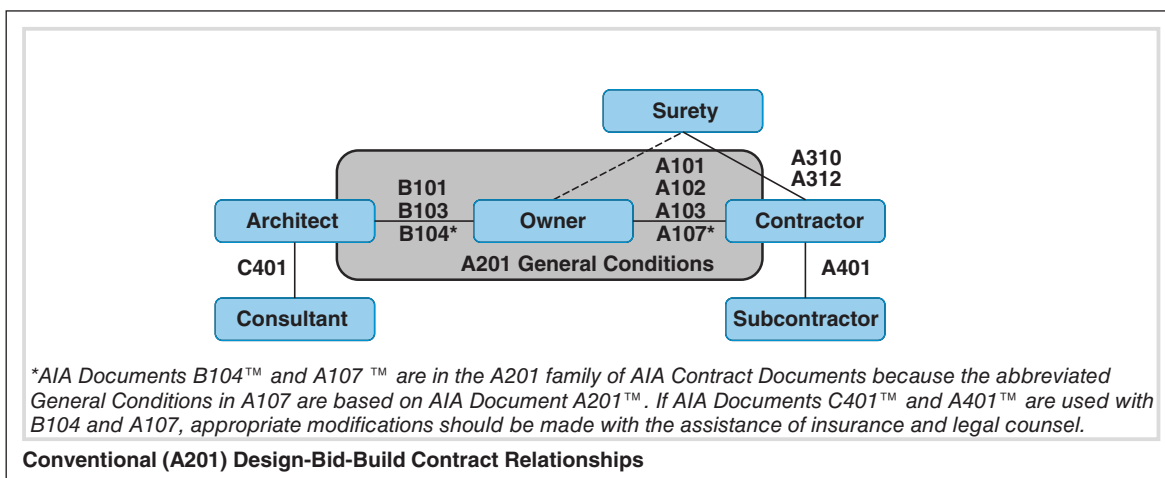 Surety
A101
A102
A103
A107*
A310
A312
B101
B103
B104*
Architect
Owner
Contractor
A201 General Conditions
C401
A401
Consultant
Subcontractor
*AIA Documents B104™ and A107 ™ are in the A201 family of AIA Contract Documents because the abbreviated
General Conditions in A107 are based on AIA Document A201™. If AIA Documents C401™ and A401™ are used with
B104 and A107, appropriate modifications should be made with the assistance of insurance and legal counsel.
Conventional (A201) Design-Bid-Build Contract Relationships